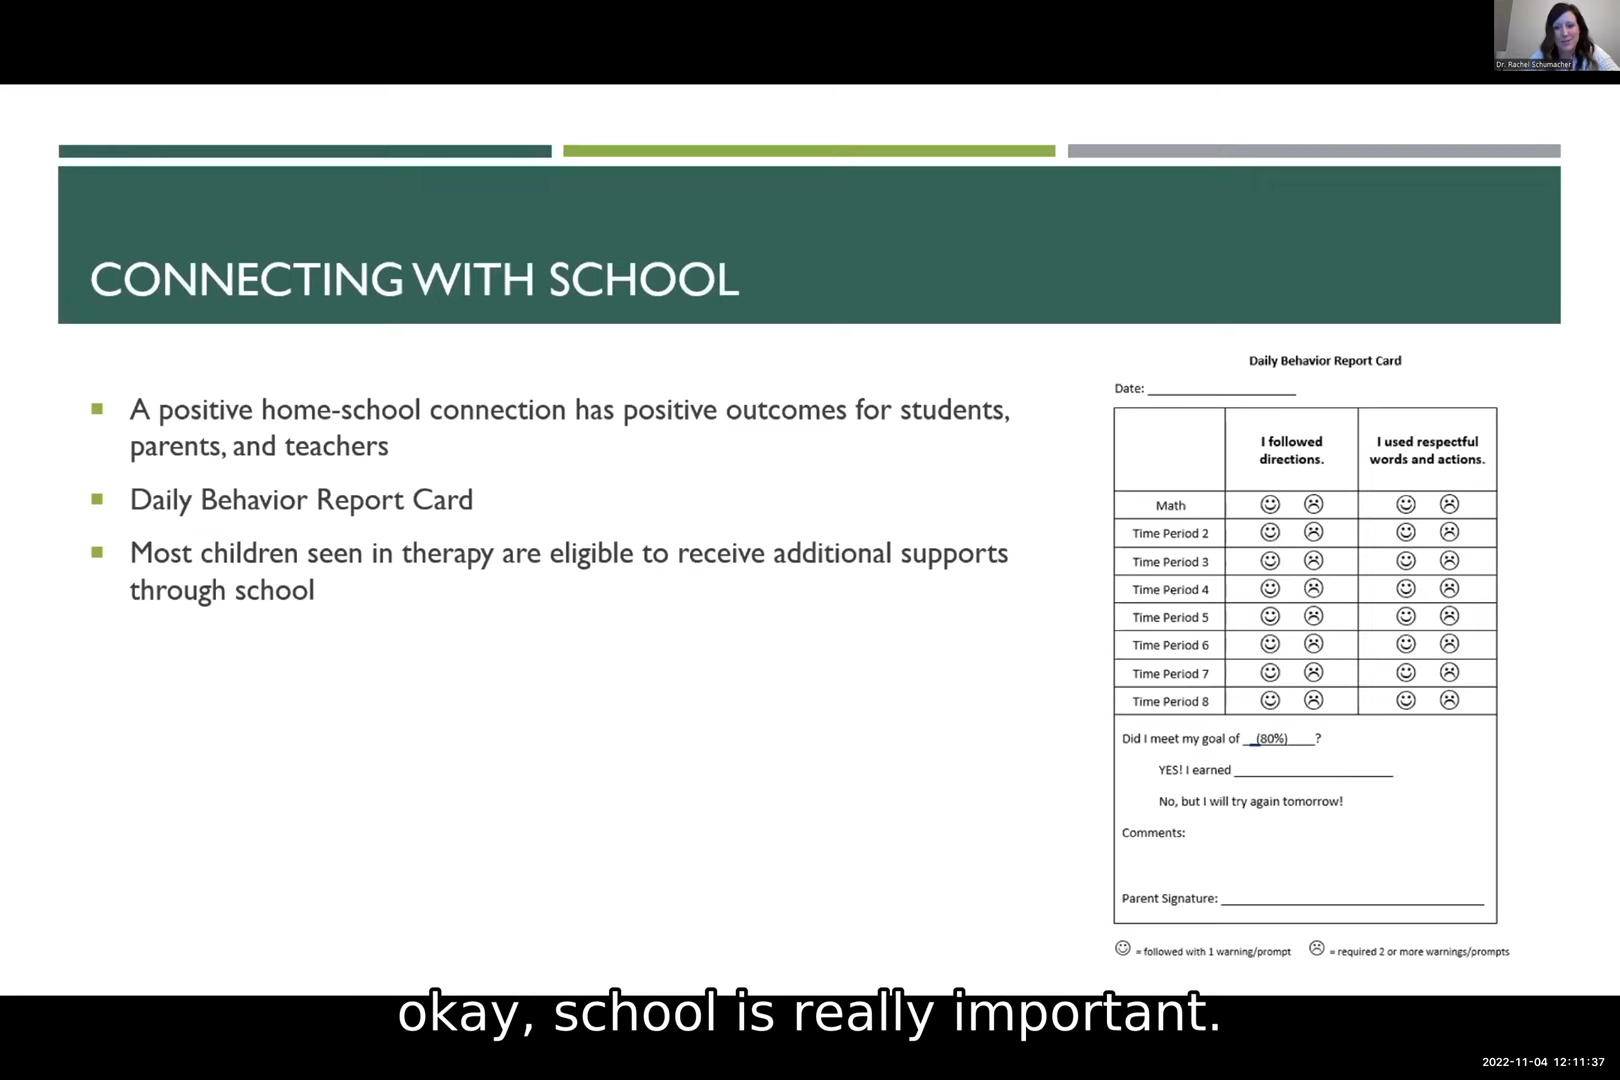 Dr. Rachel Schumacher
CONNECTING WITH SCHOOL
A positive home-school connection has positive outcomes for students,
parents, and teachers
Daily Behavior Report Card
Most children seen in therapy are eligible to receive additional supports
through school
Daily Behavior Report Card
Date: ____________________
I followed
directions.
I used respectful
words and actions.
Math
Time Period 2
Time Period 3
Time Period 4
Time Period 5
Time Period 6
Time Period 7
Time Period 8
Did I meet my goal of __(80%)____?
YES! I earned ______________________
No, but I will try again tomorrow!
Comments:
Parent Signature: ____________________________________
☺ = followed with 1 warning/prompt ☹ = required 2 or more warnings/prompts
okay, school is really important.
2022-11-04 12:11:37